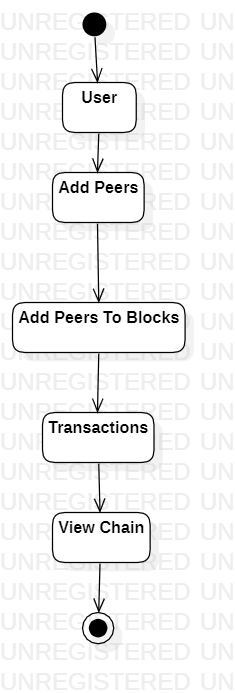 User
Add Peers
Add Peers To Blocks
Transactions
View Chain
UNREGISTERED